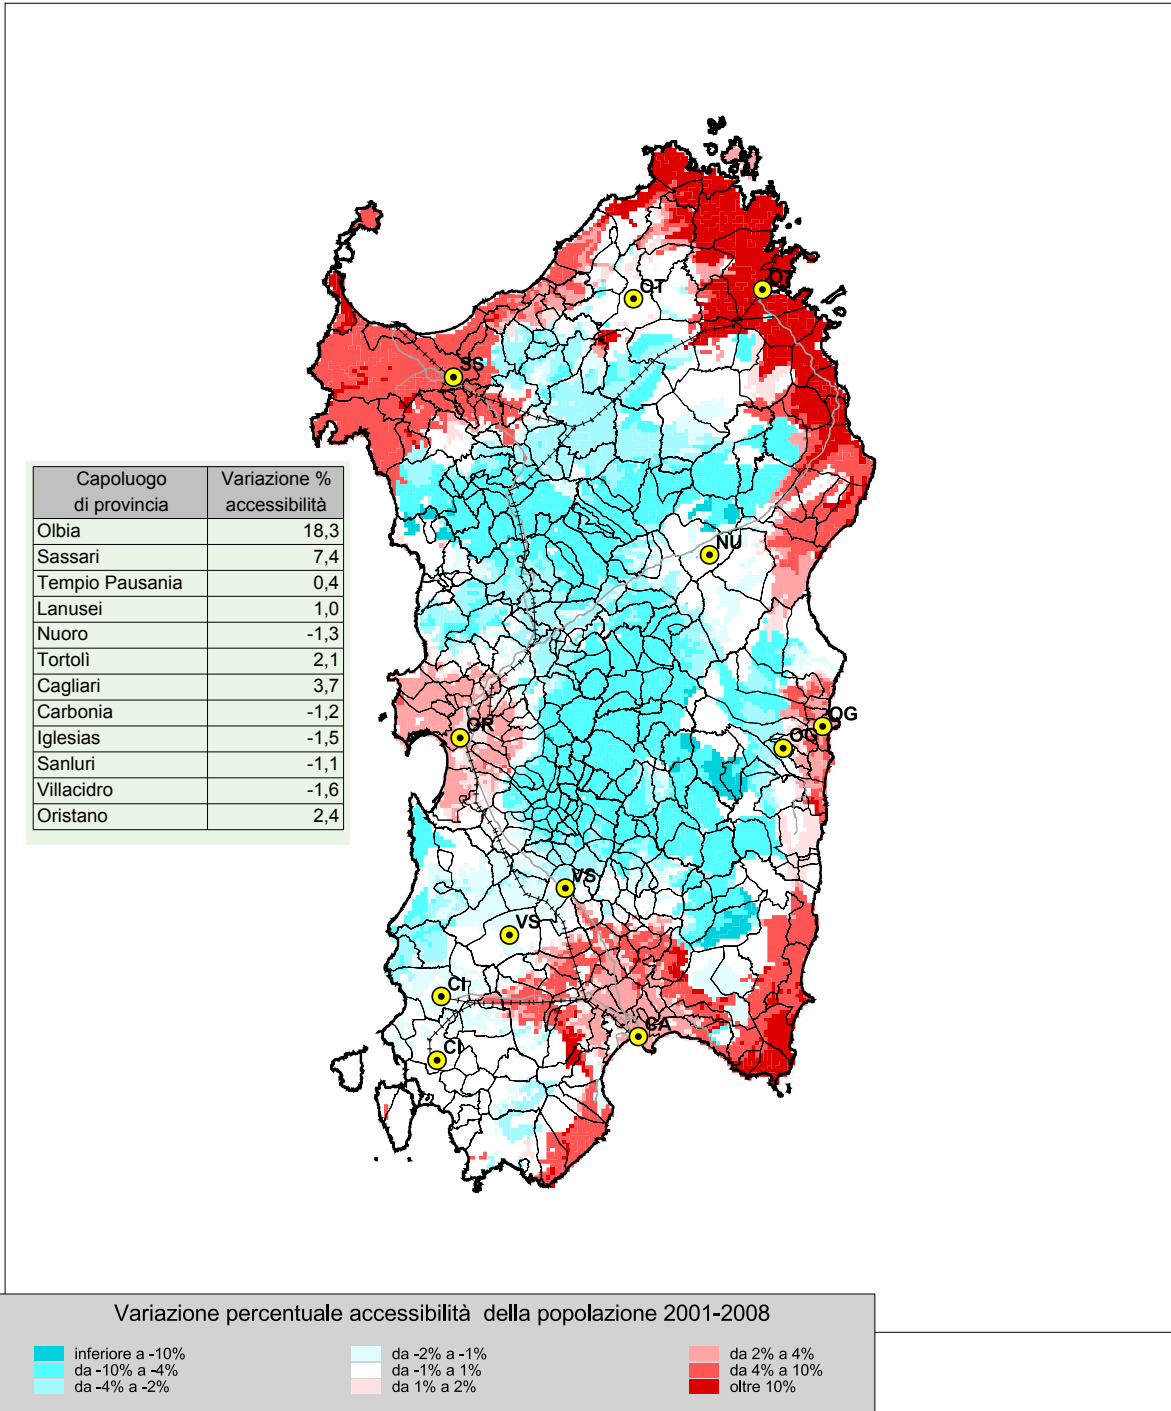 OT
OT
SS
Capoluogo di provincia Variazione % accessibilità
Olbia 18,3
Sassari 7,4
Tempio Pausania 0,4
Lanusei 1,0
Nuoro -1,3
Tortolì 2,1
Cagliari 3,7
Carbonia -1,2
Iglesias -1,5
Sanluri -1,1
Villacidro -1,6
Oristano 2,4
NU
OG
OR
OG
VS
VS
CI
CA
CI
Variazione percentuale accessibilità della popolazione 2001-2008
inferiore a -10%
da -10% a -4%
da -4% a -2%
da -2% a -1%
da -1% a 1%
da 1% a 2%
da 2% a 4%
da 4% a 10%
oltre 10%